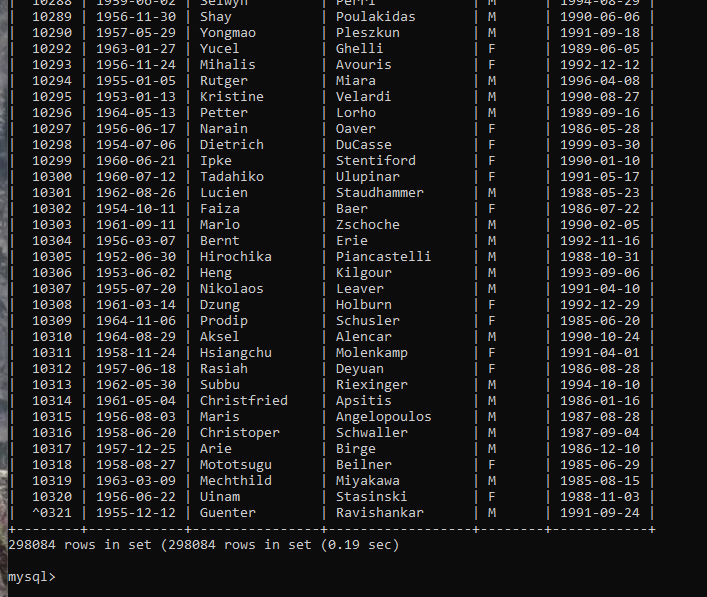 | 10288 | 1959-06-02 | Selwyn | Perri | M | 1994-08-29 |
| 10289 | 1956-11-30 | Shay | Poulakidas | M | 1990-06-06 |
| 10290 | 1957-05-29 | Yongmao | Pleszkun | M | 1991-09-18 |
| 10292 | 1963-01-27 | Yucel | Ghelli | F | 1989-06-05 |
| 10293 | 1956-11-24 | Mihalis | Avouris | F | 1992-12-12 |
| 10294 | 1955-01-05 | Rutger | Miara | M | 1996-04-08 |
| 10295 | 1953-01-13 | Kristine | Velardi | M | 1990-08-27 |
| 10296 | 1964-05-13 | Petter | Lorho | M | 1989-09-16 |
| 10297 | 1956-06-17 | Narain | Oaver | F | 1986-05-28 |
| 10298 | 1954-07-06 | Dietrich | DuCasse | F | 1999-03-30 |
| 10299 | 1960-06-21 | Ipke | Stentiford | F | 1990-01-10 |
| 10300 | 1960-07-12 | Tadahiko | Ulupinar | F | 1991-05-17 |
| 10301 | 1962-08-26 | Lucien | Staudhammer | M | 1988-05-23 |
| 10302 | 1954-10-11 | Faiza | Baer | F | 1986-07-22 |
| 10303 | 1961-09-11 | Marlo | Zschoche | M | 1990-02-05 |
| 10304 | 1956-03-07 | Bernt | Erie | M | 1992-11-16 |
| 10305 | 1952-06-30 | Hirochika | Piancastelli | M | 1988-10-31 |
| 10306 | 1953-06-02 | Heng | Kilgour | M | 1993-09-06 |
| 10307 | 1955-07-20 | Nikolaos | Leaver | M | 1991-04-10 |
| 10308 | 1961-03-14 | Dzung | Holburn | F | 1992-12-29 |
| 10309 | 1964-11-06 | Prodip | Schusler | F | 1985-06-20 |
| 10310 | 1964-08-29 | Aksel | Alencar | M | 1990-10-24 |
| 10311 | 1958-11-24 | Hsiangchu | Molenkamp | F | 1991-04-01 |
| 10312 | 1957-06-18 | Rasiah | Deyuan | F | 1986-08-28 |
| 10313 | 1962-05-30 | Subbu | Riexinger | M | 1994-10-10 |
| 10314 | 1961-05-04 | Christfried | Apsitis | M | 1986-01-16 |
| 10315 | 1956-08-03 | Maris | Angelopoulos | M | 1987-08-28 |
| 10316 | 1958-06-20 | Christoper | Schwaller | M | 1987-09-04 |
| 10317 | 1957-12-25 | Arie | Birge | M | 1986-12-10 |
| 10318 | 1958-08-27 | Mototsugu | Beilner | F | 1985-06-29 |
| 10319 | 1963-03-09 | Mechthild | Miyakawa | M | 1985-08-15 |
| 10320 | 1956-06-22 | Uinam | Stasinski | F | 1988-11-03 |
| ^0321 | 1955-12-12 | Guenter | Ravishankar | M | 1991-09-24 |
+--------+------------+----------------+------------------+--------+------------+
298084 rows in set (298084 rows in set (0.19 sec)
mysql>